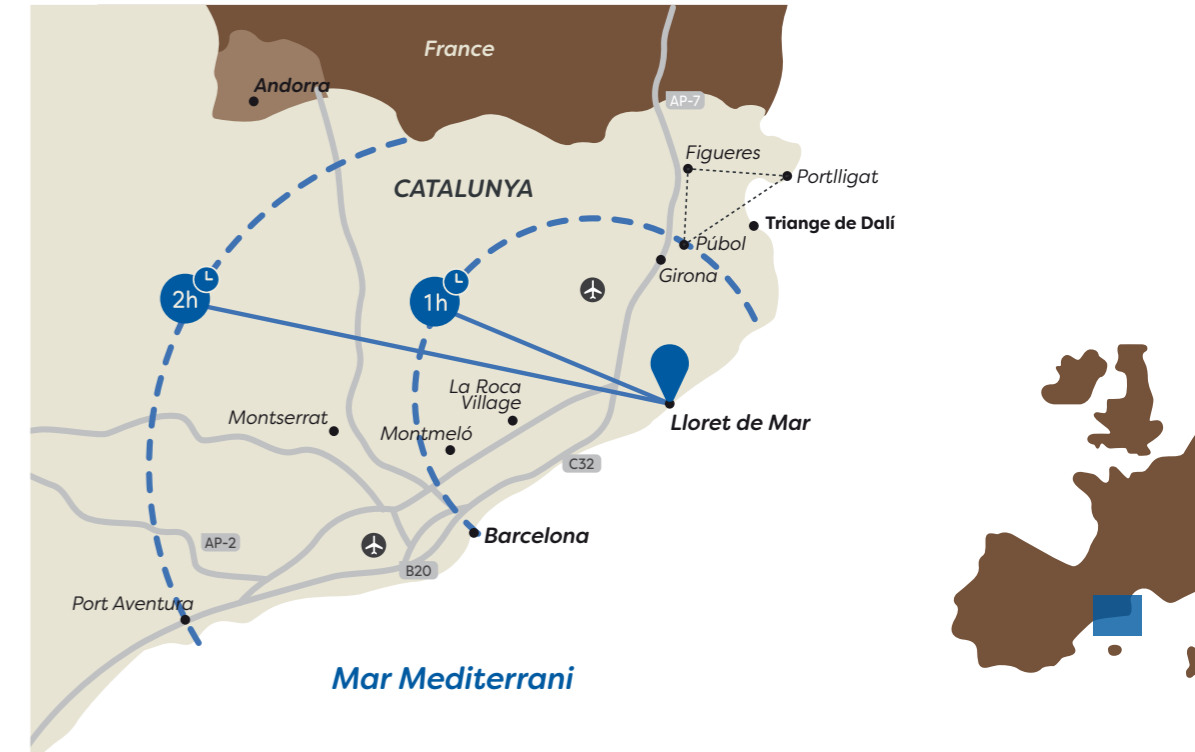 France
Andorra
AP-7
Figueres
Portlligat
CATALUNYA
Triange de Dalí
Púbol
Girona
2h
1h
La Roca
Village
Montserrat
Montmeló
Lloret de Mar
C32
Barcelona
AP-2
B20
Port Aventura
Mar Mediterrani